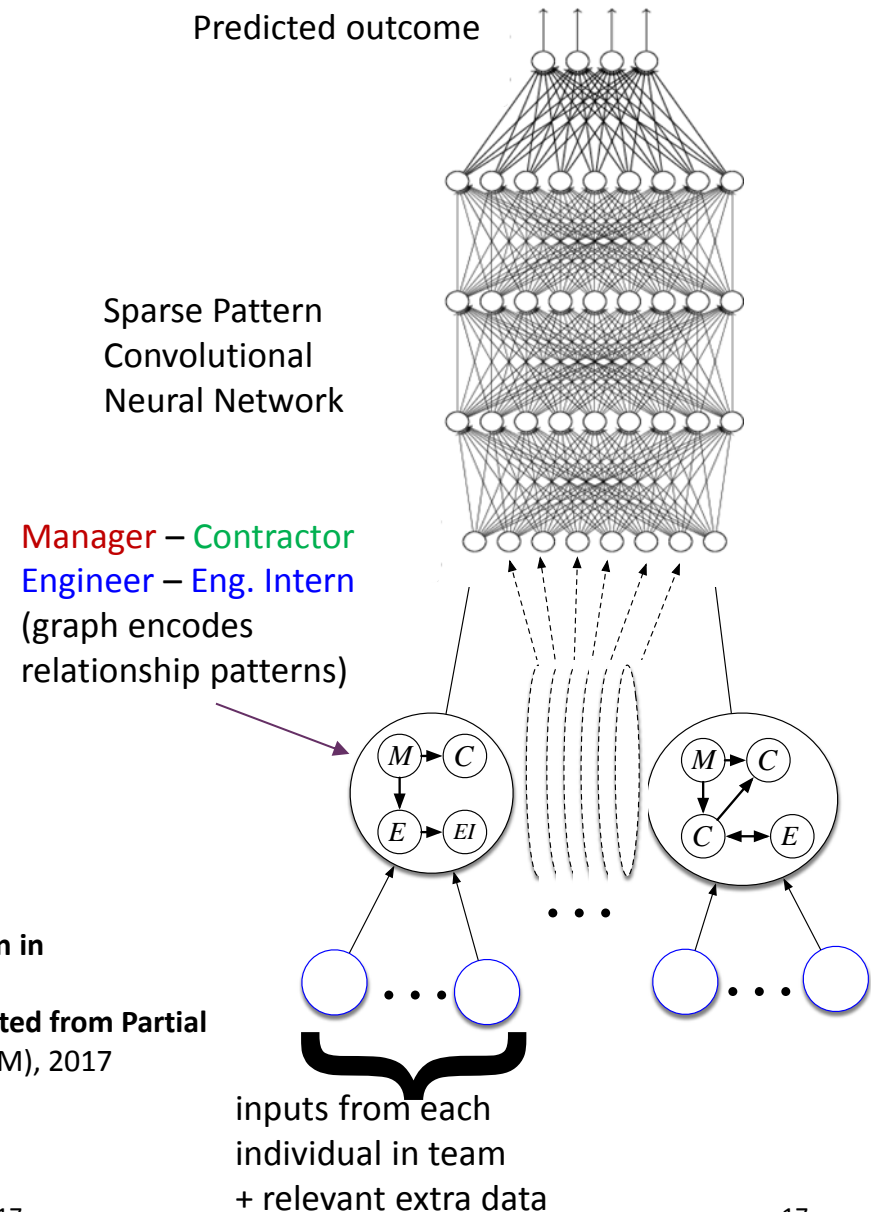 Predicted outcome
Sparse Pattern
Convolutional
Neural Network
Manager – Contractor
Engineer – Eng. Intern
(graph encodes
relationship patterns)
M C
E EI
M C
C E
• • •
• • • • • •
n in
ted from Partial
M), 2017
inputs from each
individual in team
+ relevant extra data
17 17